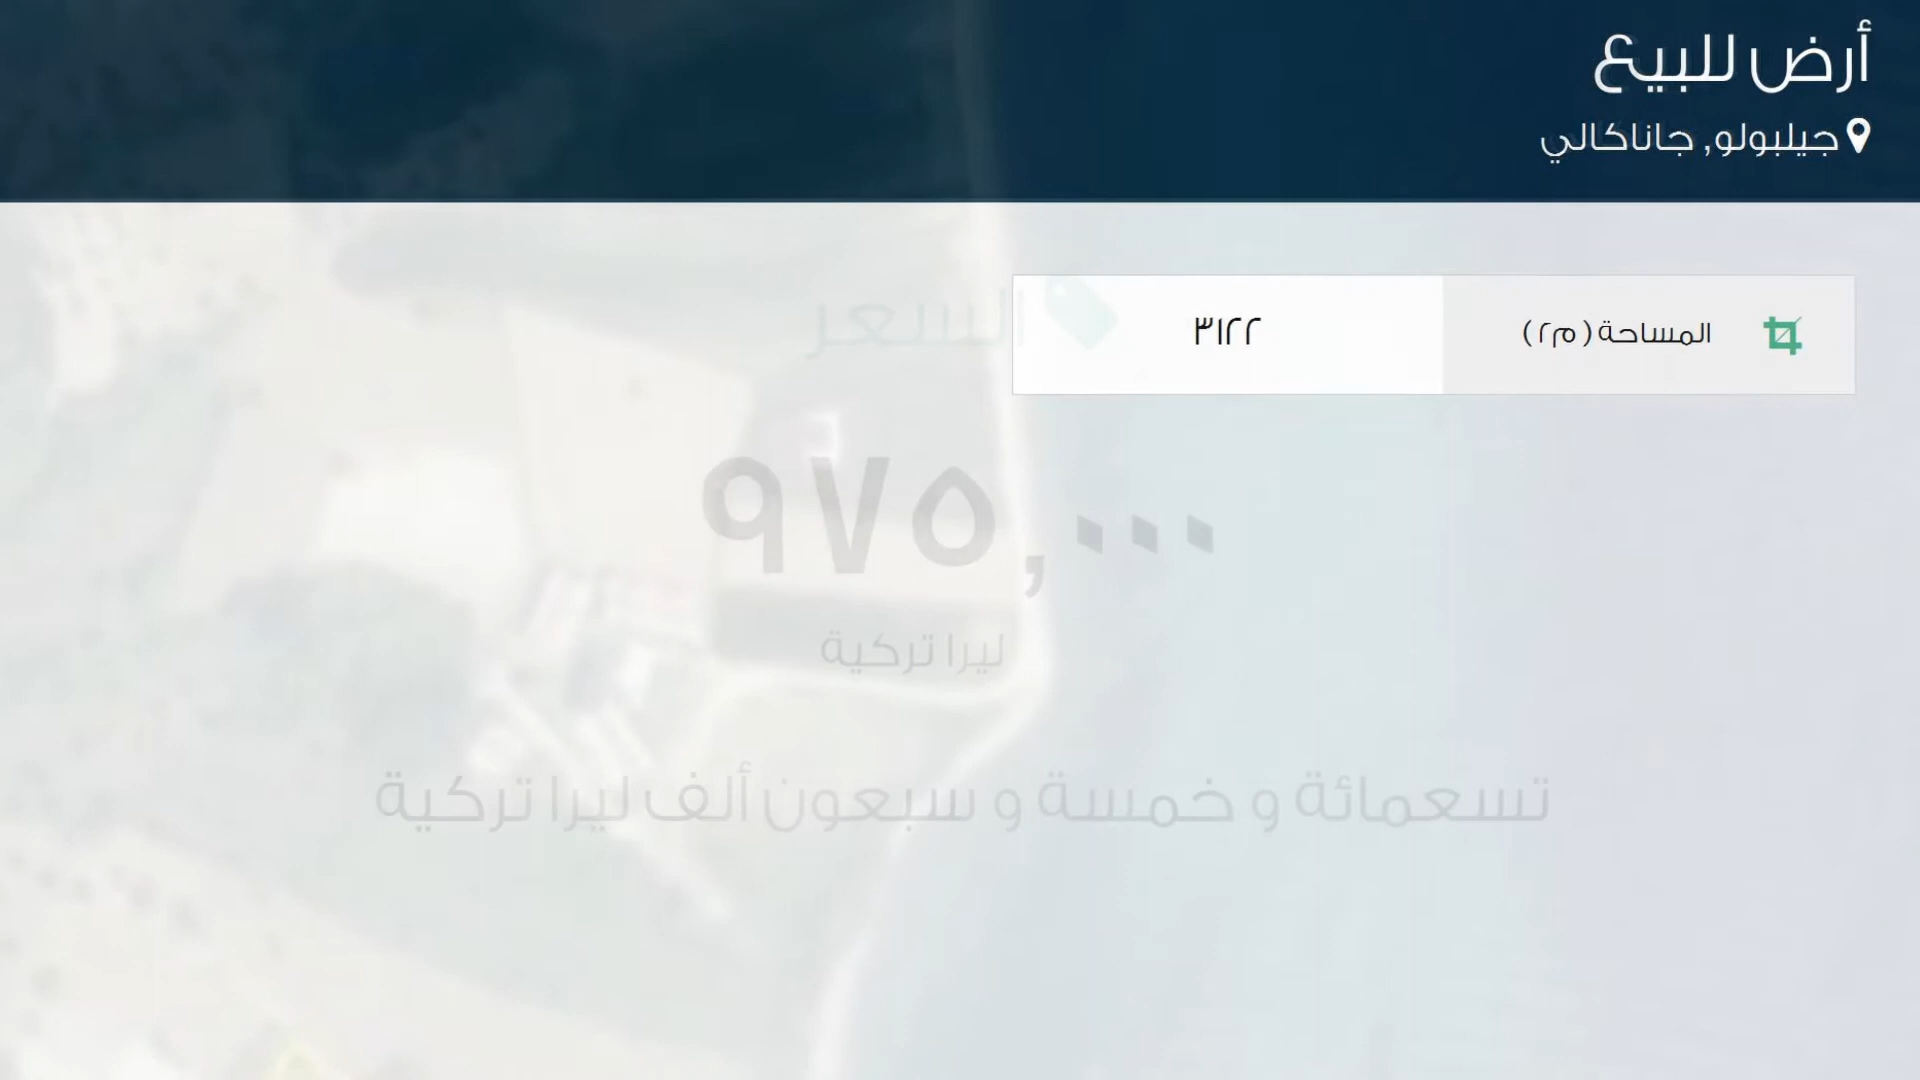 أرض للبيع
جيلبولو, جاناكالي
المساحة (م٢)
٣١٢٢
السعر
٩٧٥,٠٠٠
ليرا تركية
تسعمائة و خمسة و سبعون ألف ليرا تركية